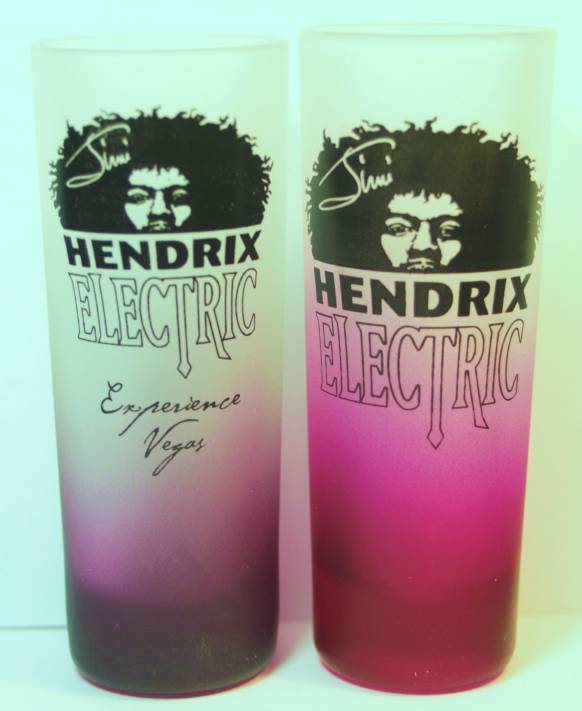 Jimi
HENDRIX
ELECTRIC
Experience
Vegas
Jimi
HENDRIX
ELECTRIC